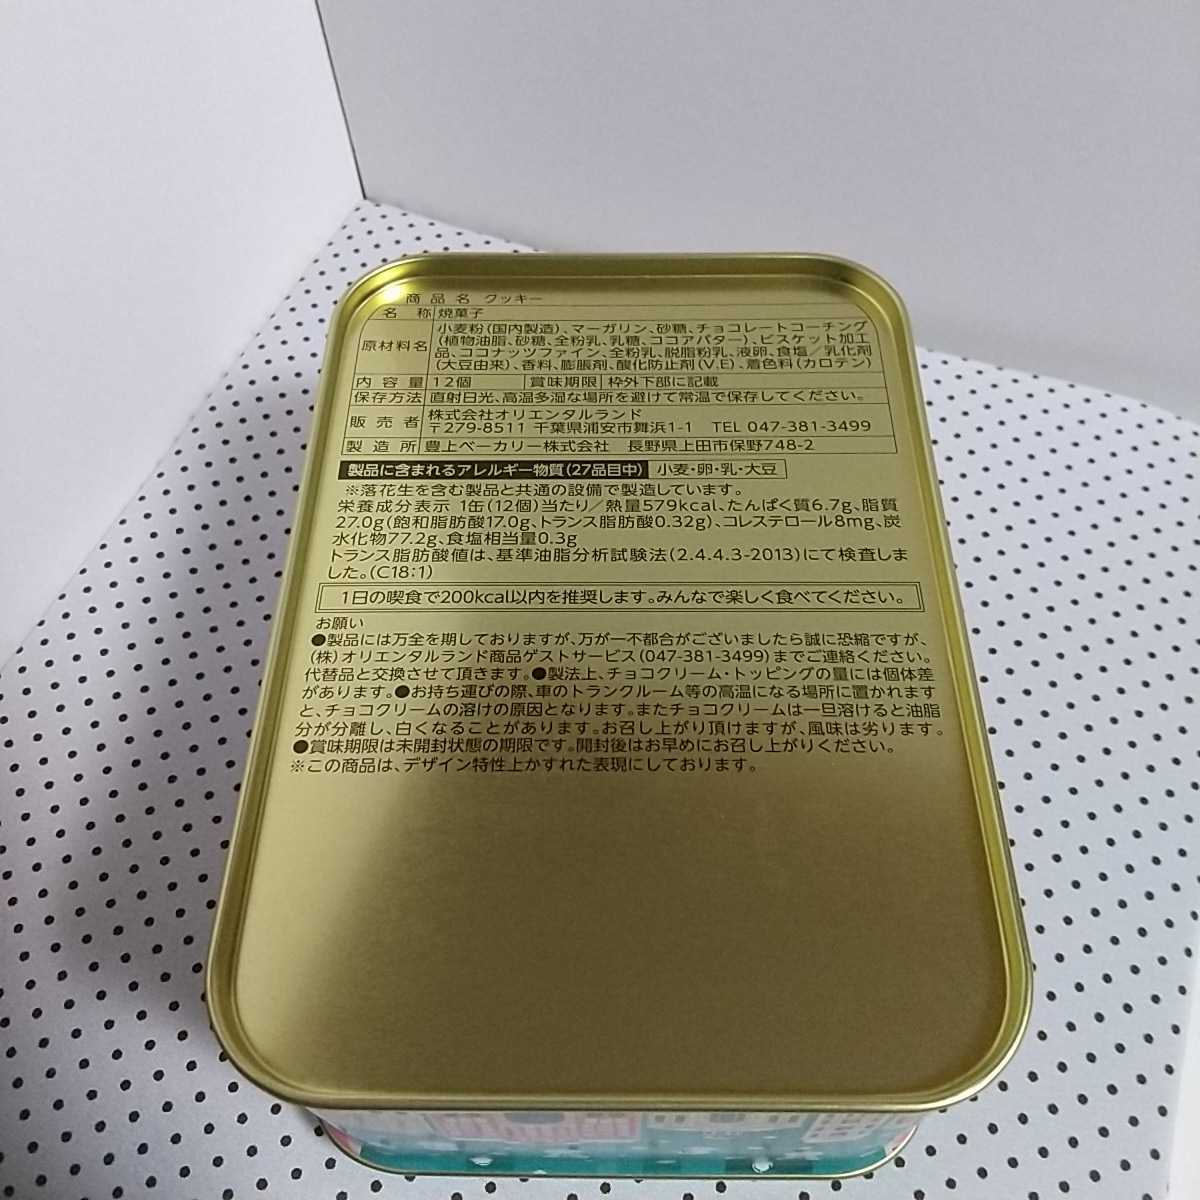 商品名 クッキー
名称 焼菓子
原材料名 小麦粉(国内製造)、マーガリン、砂糖、チョコレートコーチング
(植物油脂、砂糖、全粉乳、乳糖、ココアバター)、ビスケット加工
品、ココナッツファイン、全粉乳、脱脂粉乳、液卵、食塩/乳化剤
(大豆由来)、香料、膨脹剤、酸化防止剤(V.E)、着色料(カロテン)
内容量 12個 賞味期限 枠外下部に記載
保存方法 直射日光、高温多湿な場所を避けて常温で保存してください。
販売者 株式会社オリエンタルランド
〒279-8511 千葉県浦安市舞浜1-1 TEL 047-381-3499
製造所 豊上ベーカリー株式会社 長野県上田市保野748-2
製品に含まれるアレルギー物質(27品目中) 小麦・卵・乳・大豆
※落花生を含む製品と共通の設備で製造しています。
栄養成分表示 1缶(12個)当たり/熱量579kcal、たんぱく質6.7g、脂質
27.0g(飽和脂肪酸17.0g、トランス脂肪酸0.32g)、コレステロール8mg、炭
水化物77.2g、食塩相当量0.3g
トランス脂肪酸値は、基準油脂分析試験法(2.4.4.3-2013)にて検査しま
した。(C18:1)
1日の喫食で200kcal以内を推奨します。みんなで楽しく食べてください。
お願い
●製品には万全を期しておりますが、万が一不都合がございましたら誠に恐縮ですが、
(株)オリエンタルランド商品ゲストサービス(047-381-3499)までご連絡ください。
代替品と交換させて頂きます。●製法上、チョコクリーム・トッピングの量には個体差
があります。●お持ち運びの際、車のトランクルーム等の高温になる場所に置かれます
と、チョコクリームの溶けの原因となります。またチョコクリームは一旦溶けると油脂
分が分離し、白くなることがあります。お召し上がり頂けますが、風味は劣ります。
●賞味期限は未開封状態の期限です。開封後はお早めにお召し上がりください。
※この商品は、デザイン特性上かすれた表現にしております。